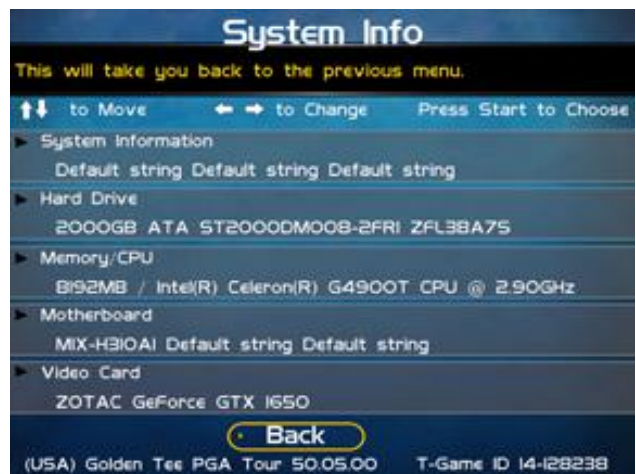 System Info
This will take you back to the previous menu.
to Move to Change Press Start to Choose
System Information
Default string Default string Default string
Hard Drive
2000GB ATA ST2000DM008-2FR1 ZFL38A7S
Memory/CPU
8192MB / Intel(R) Celeron(R) G4900T CPU @ 2.90GHz
Motherboard
MIX-H310A1 Default string Default string
Video Card
ZOTAC GeForce GTX 1650
Back
(USA) Golden Tee PGA Tour 50.05.00 T-Game ID 14-128238